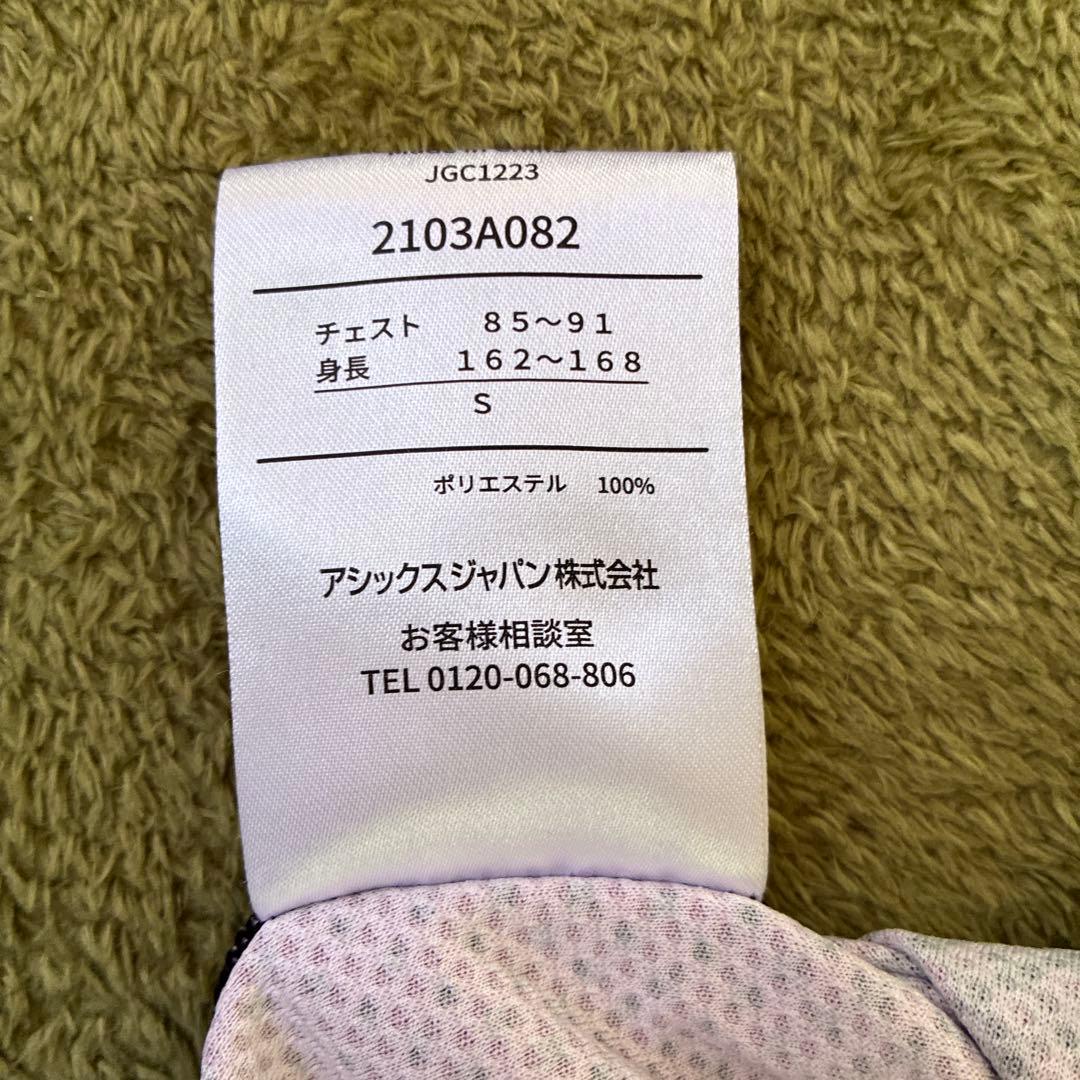 JGC1223
2103A082
チェスト　８５〜９１
身長　１６２〜１６８
S
ポリエステル　100%
アシックスジャパン株式会社
お客様相談室
TEL 0120-068-806